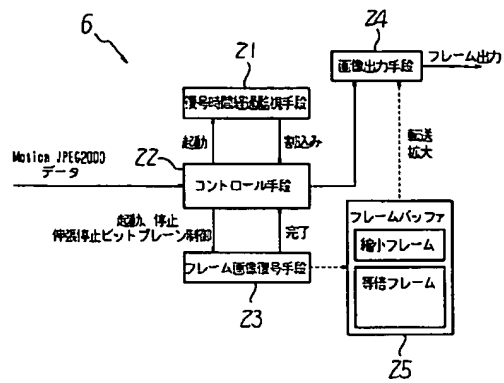 6
21
24
復号時間経過監視手段
画像出力手段
フレーム出力
起動
割込み
転送
拡大
22
Motion JPEG2000
データ
コントロール手段
起動、停止
伸張停止ビットプレーン制御
完了
フレームバッファ
縮小フレーム
等倍フレーム
フレーム画像復号手段
23
25